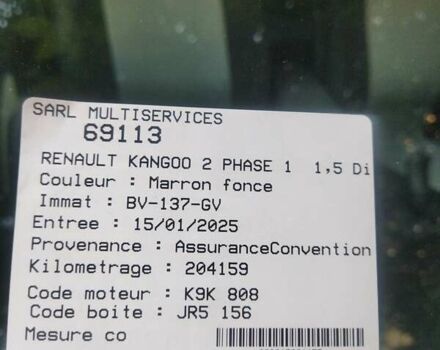 SARL MULTISERVICES
69113
RENAULT KANGOO 2 PHASE 1 1,5 Di
Couleur : Marron fonce
Immat : BV-137-GV
Entree : 15/01/2025
Provenance : AssuranceConvention
Kilometrage : 204159
Code moteur : K9K 808
Code boite : JR5 156
Mesure co